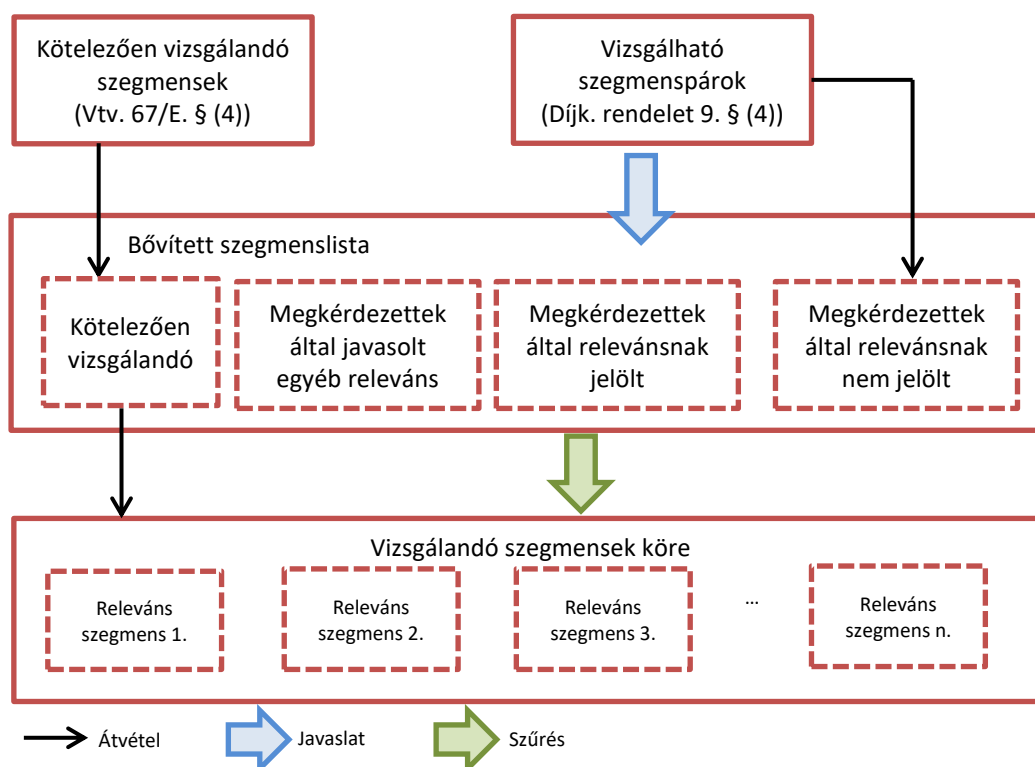 Kötelezően vizsgálandó
szegmensek
(Vtv. 67/E. § (4))
Vizsgálható
szegmenspárok
(Díjk. rendelet 9. § (4))
Bővített szegmenslista
Kötelezően
vizsgálandó
Megkérdezettek
által javasolt
egyéb releváns
Megkérdezettek
által relevánsnak
jelölt
Megkérdezettek
által relevánsnak
nem jelölt
Vizsgálandó szegmensek köre
Releváns
szegmens 1.
Releváns
szegmens 2.
Releváns
szegmens 3.
...
Releváns
szegmens n.
Átvétel
Javaslat
Szűrés